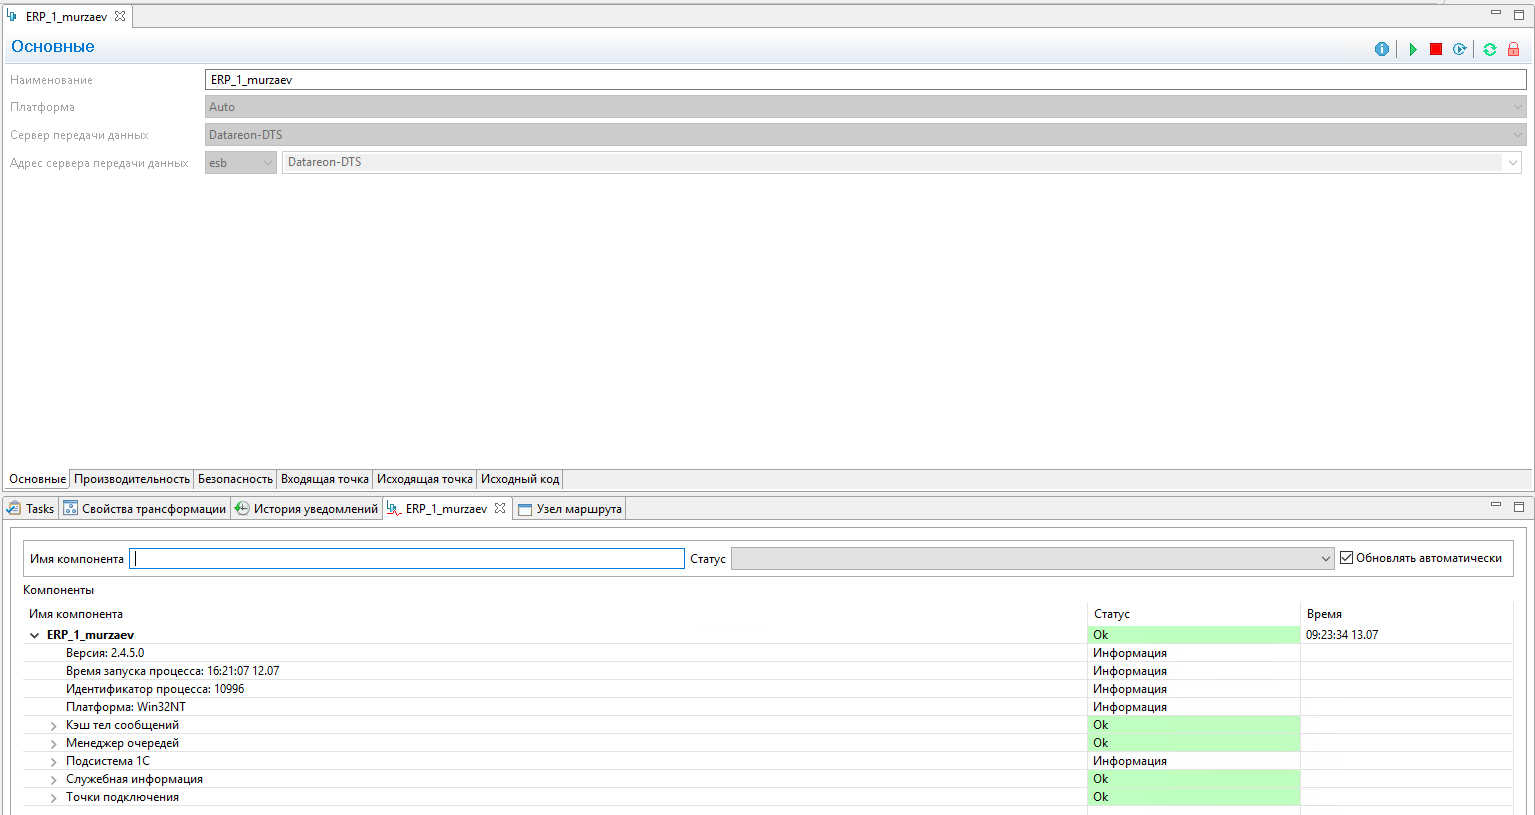 ERP_1_murzaev
Основные
Наименование ERP_1_murzaev
Платформа Auto
Сервер передачи данных Datareon-DTS
Адрес сервера передачи данных esb Datareon-DTS
Основные Производительность Безопасность Входящая точка Исходящая точка Исходный код
Tasks Свойства трансформации История уведомлений ERP_1_murzaev Узел маршрута
Имя компонента Статус Обновлять автоматически
Компоненты
Имя компонента Статус Время
ERP_1_murzaev Ok 09:23:34 13.07
Версия: 2.4.5.0 Информация
Время запуска процесса: 16:21:07 12.07 Информация
Идентификатор процесса: 10996 Информация
Платформа: Win32NT Информация
Кэш тел сообщений Ok
Менеджер очередей Ok
Подсистема 1С Информация
Служебная информация Ok
Точки подключения Ok